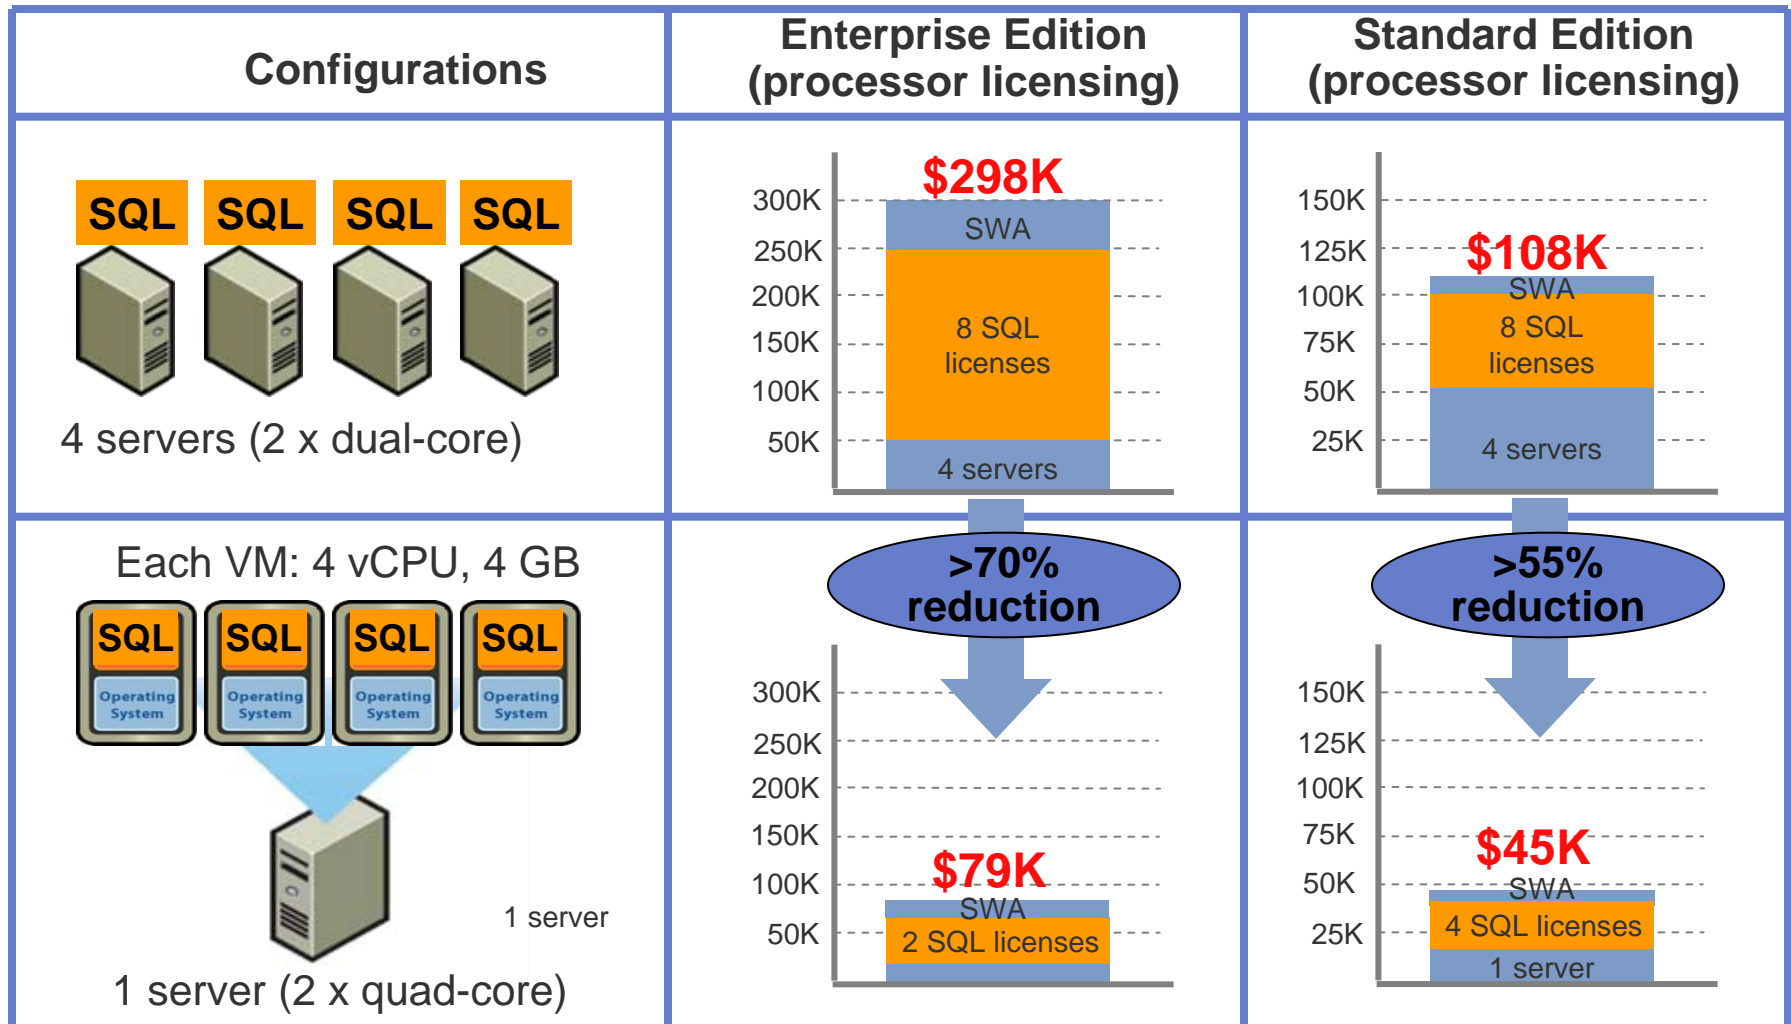 Configurations
Enterprise Edition
(processor licensing)
Standard Edition
(processor licensing)
SQL SQL SQL SQL
4 servers (2 x dual-core)
$298K
300K
250K
200K
150K
100K
50K
SWA
8 SQL
licenses
4 servers
$108K
150K
125K
100K
75K
50K
25K
SWA
8 SQL
licenses
4 servers
Each VM: 4 vCPU, 4 GB
SQL SQL SQL SQL
Operating Operating Operating Operating
System System System System
1 server
1 server (2 x quad-core)
>70%
reduction
300K
250K
200K
150K
100K
50K
$79K
SWA
2 SQL licenses
>55%
reduction
150K
125K
100K
75K
50K
25K
$45K
SWA
4 SQL licenses
1 server